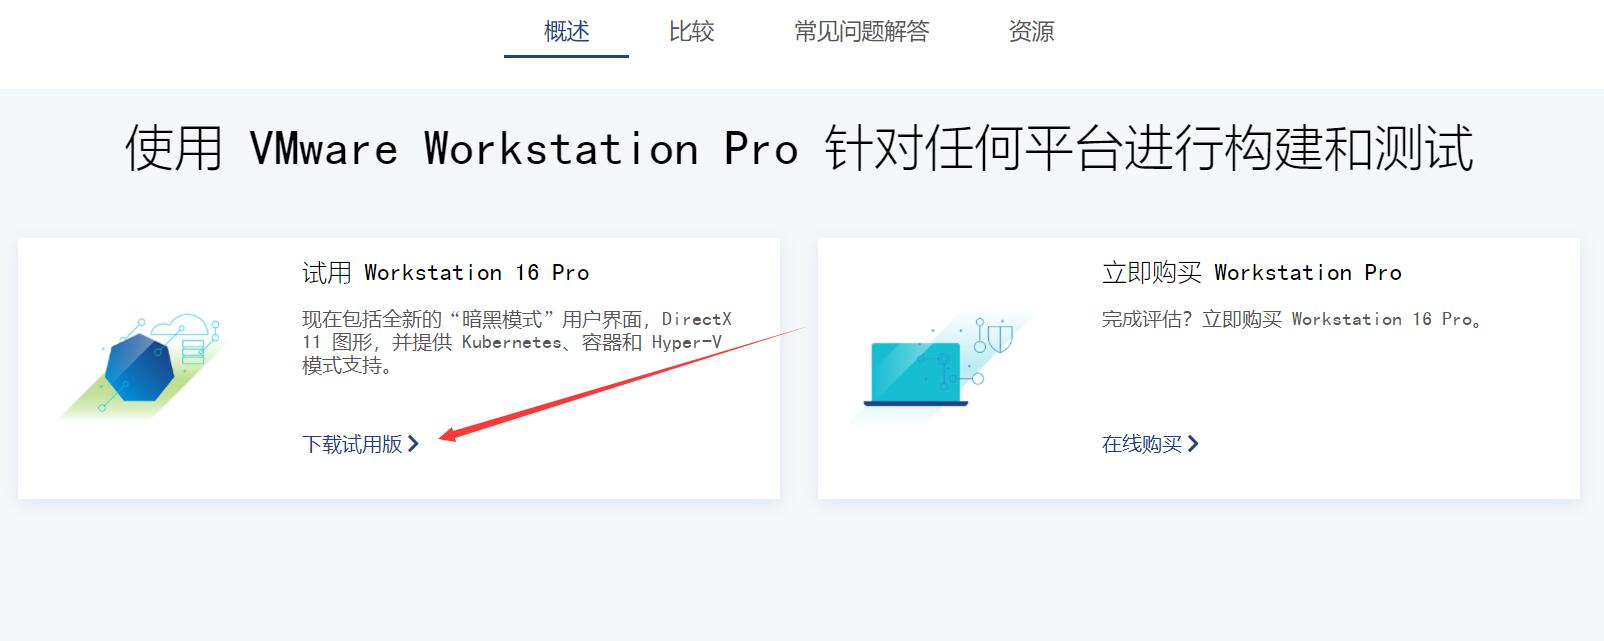 概述 比较 常见问题解答 资源
使用 VMware Workstation Pro 针对任何平台进行构建和测试
试用 Workstation 16 Pro
现在包括全新的“暗黑模式”用户界面，DirectX
11 图形，并提供 Kubernetes、容器和 Hyper-V
模式支持。
下载试用版
立即购买 Workstation Pro
完成评估？立即购买 Workstation 16 Pro。
在线购买